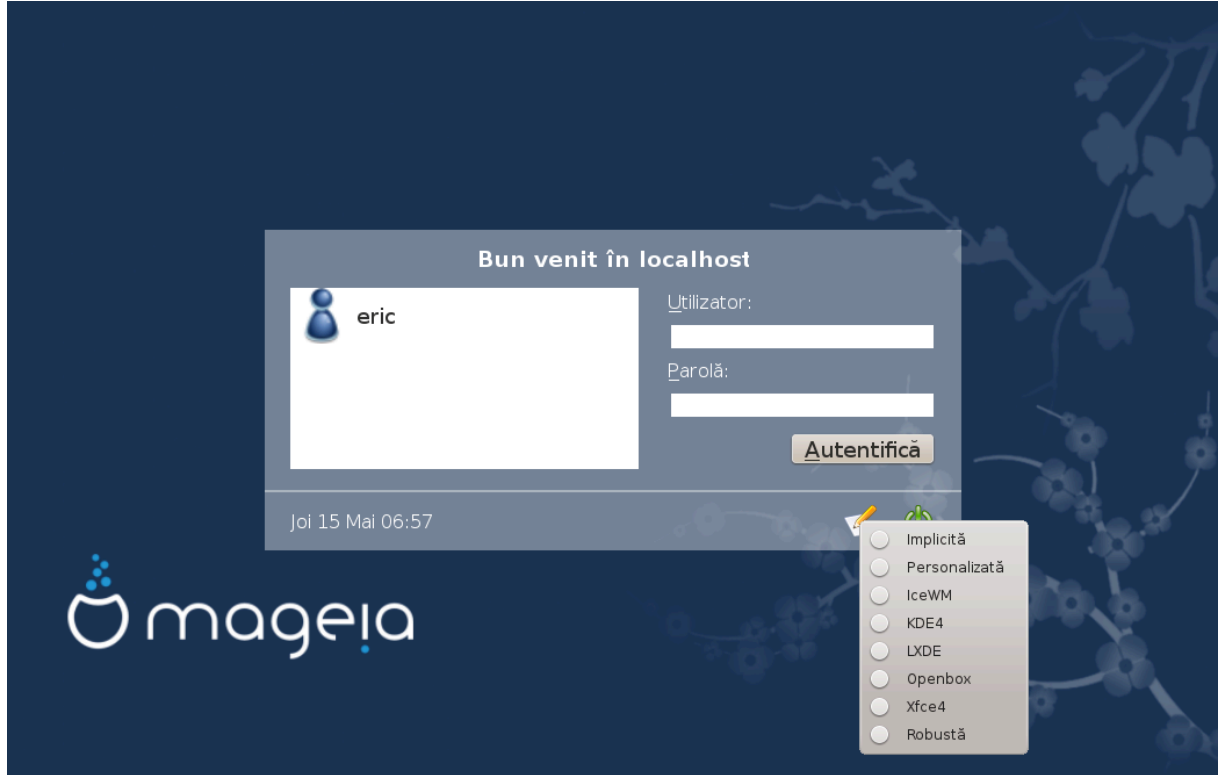 Bun venit în localhost
eric
Utilizator:
Parolă:
Autentifică
Joi 15 Mai 06:57
Implicită
Personalizată
IceWM
KDE4
LXDE
Openbox
Xfce4
Robustă
mageia